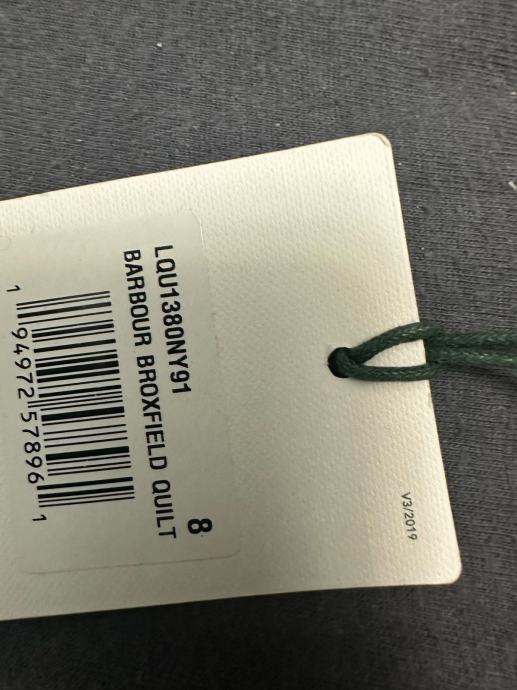 LQU1380NY91
BARBOUR BROXFIELD QUILT
8
1 94972 57896 1
V3/2019